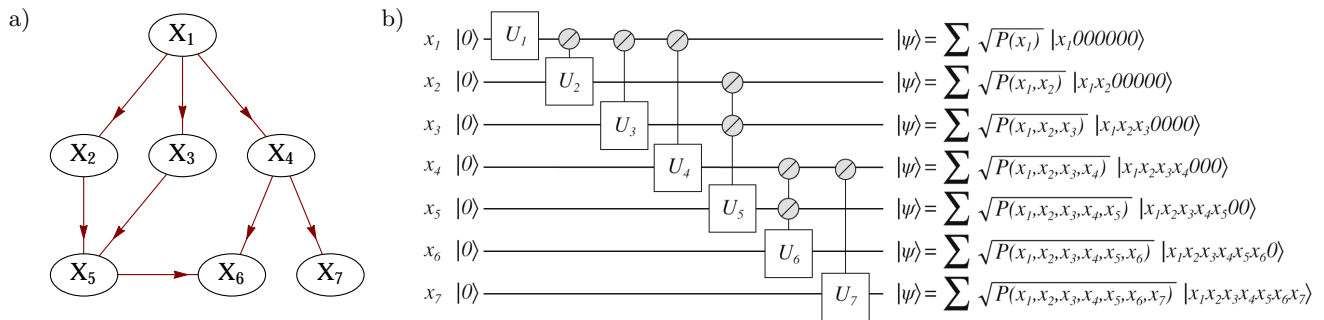 a)
X1
X2 X3 X4
X5 X6 X7
b)
x1 |0⟩ U1 |ψ⟩= ∑ √P(x1) |x1000000⟩
x2 |0⟩ U2 |ψ⟩= ∑ √P(x1,x2) |x1x200000⟩
x3 |0⟩ U3 |ψ⟩= ∑ √P(x1,x2,x3) |x1x2x30000⟩
x4 |0⟩ U4 |ψ⟩= ∑ √P(x1,x2,x3,x4) |x1x2x3x4000⟩
x5 |0⟩ U5 |ψ⟩= ∑ √P(x1,x2,x3,x4,x5) |x1x2x3x4x500⟩
x6 |0⟩ U6 |ψ⟩= ∑ √P(x1,x2,x3,x4,x5,x6) |x1x2x3x4x5x60⟩
x7 |0⟩ U7 |ψ⟩= ∑ √P(x1,x2,x3,x4,x5,x6,x7) |x1x2x3x4x5x6x7⟩